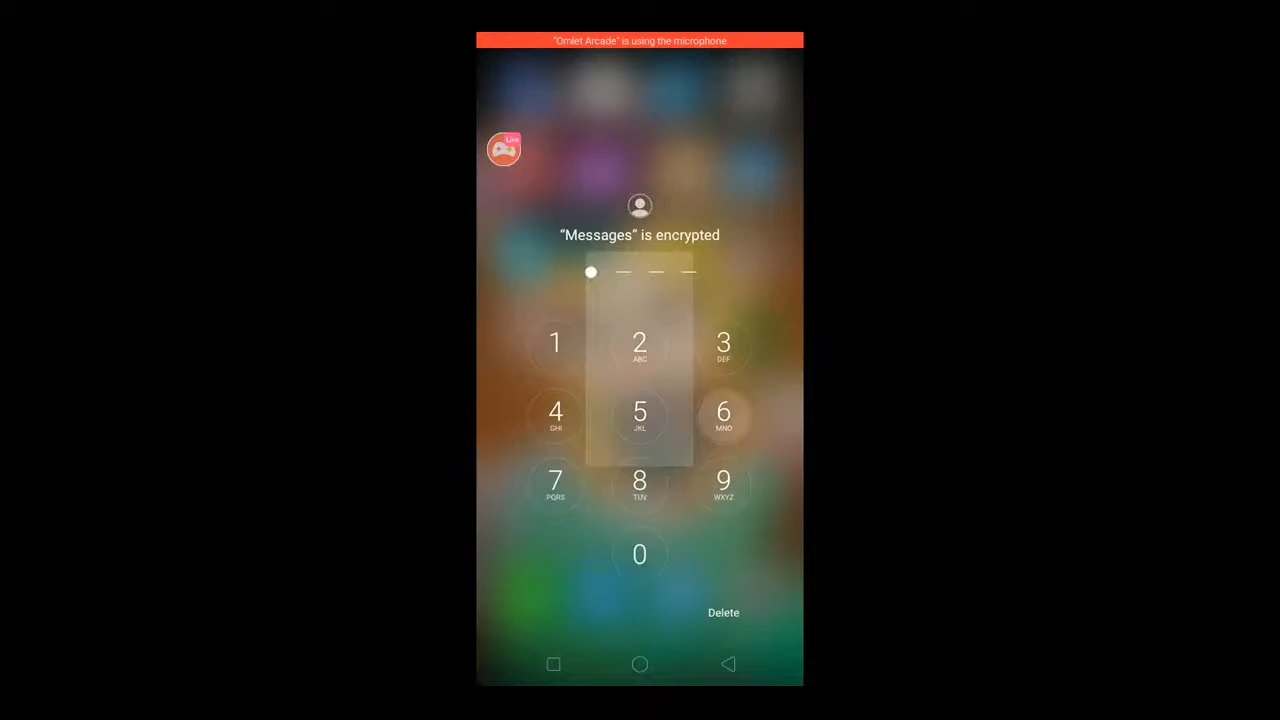 "Omlet Arcade" is using the microphone
Live
“Messages“ is encrypted
1 2 3
ABC DEF
4 5 6
GHI JKL MNO
7 8 9
PQRS TUV WXYZ
0
Delete